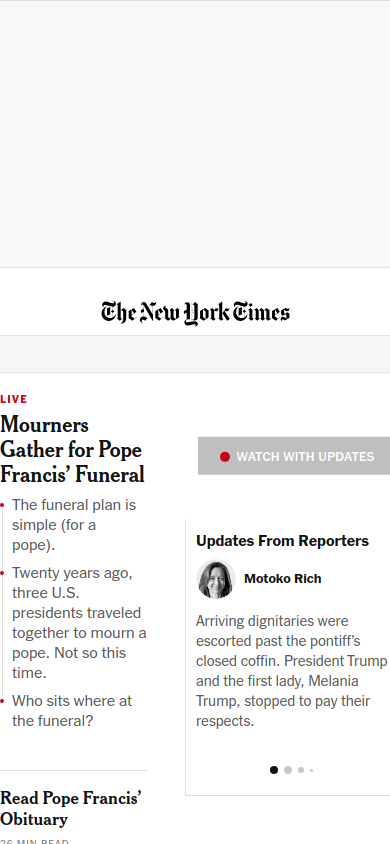 The New York Times
LIVE
Mourners
Gather for Pope
Francis’ Funeral
The funeral plan is
simple (for a
pope).
Twenty years ago,
three U.S.
presidents traveled
together to mourn a
pope. Not so this
time.
Who sits where at
the funeral?
Read Pope Francis’
Obituary
26 MIN READ
WATCH WITH UPDATES
Updates From Reporters
Motoko Rich
Arriving dignitaries were
escorted past the pontiff’s
closed coffin. President Trump
and the first lady, Melania
Trump, stopped to pay their
respects.